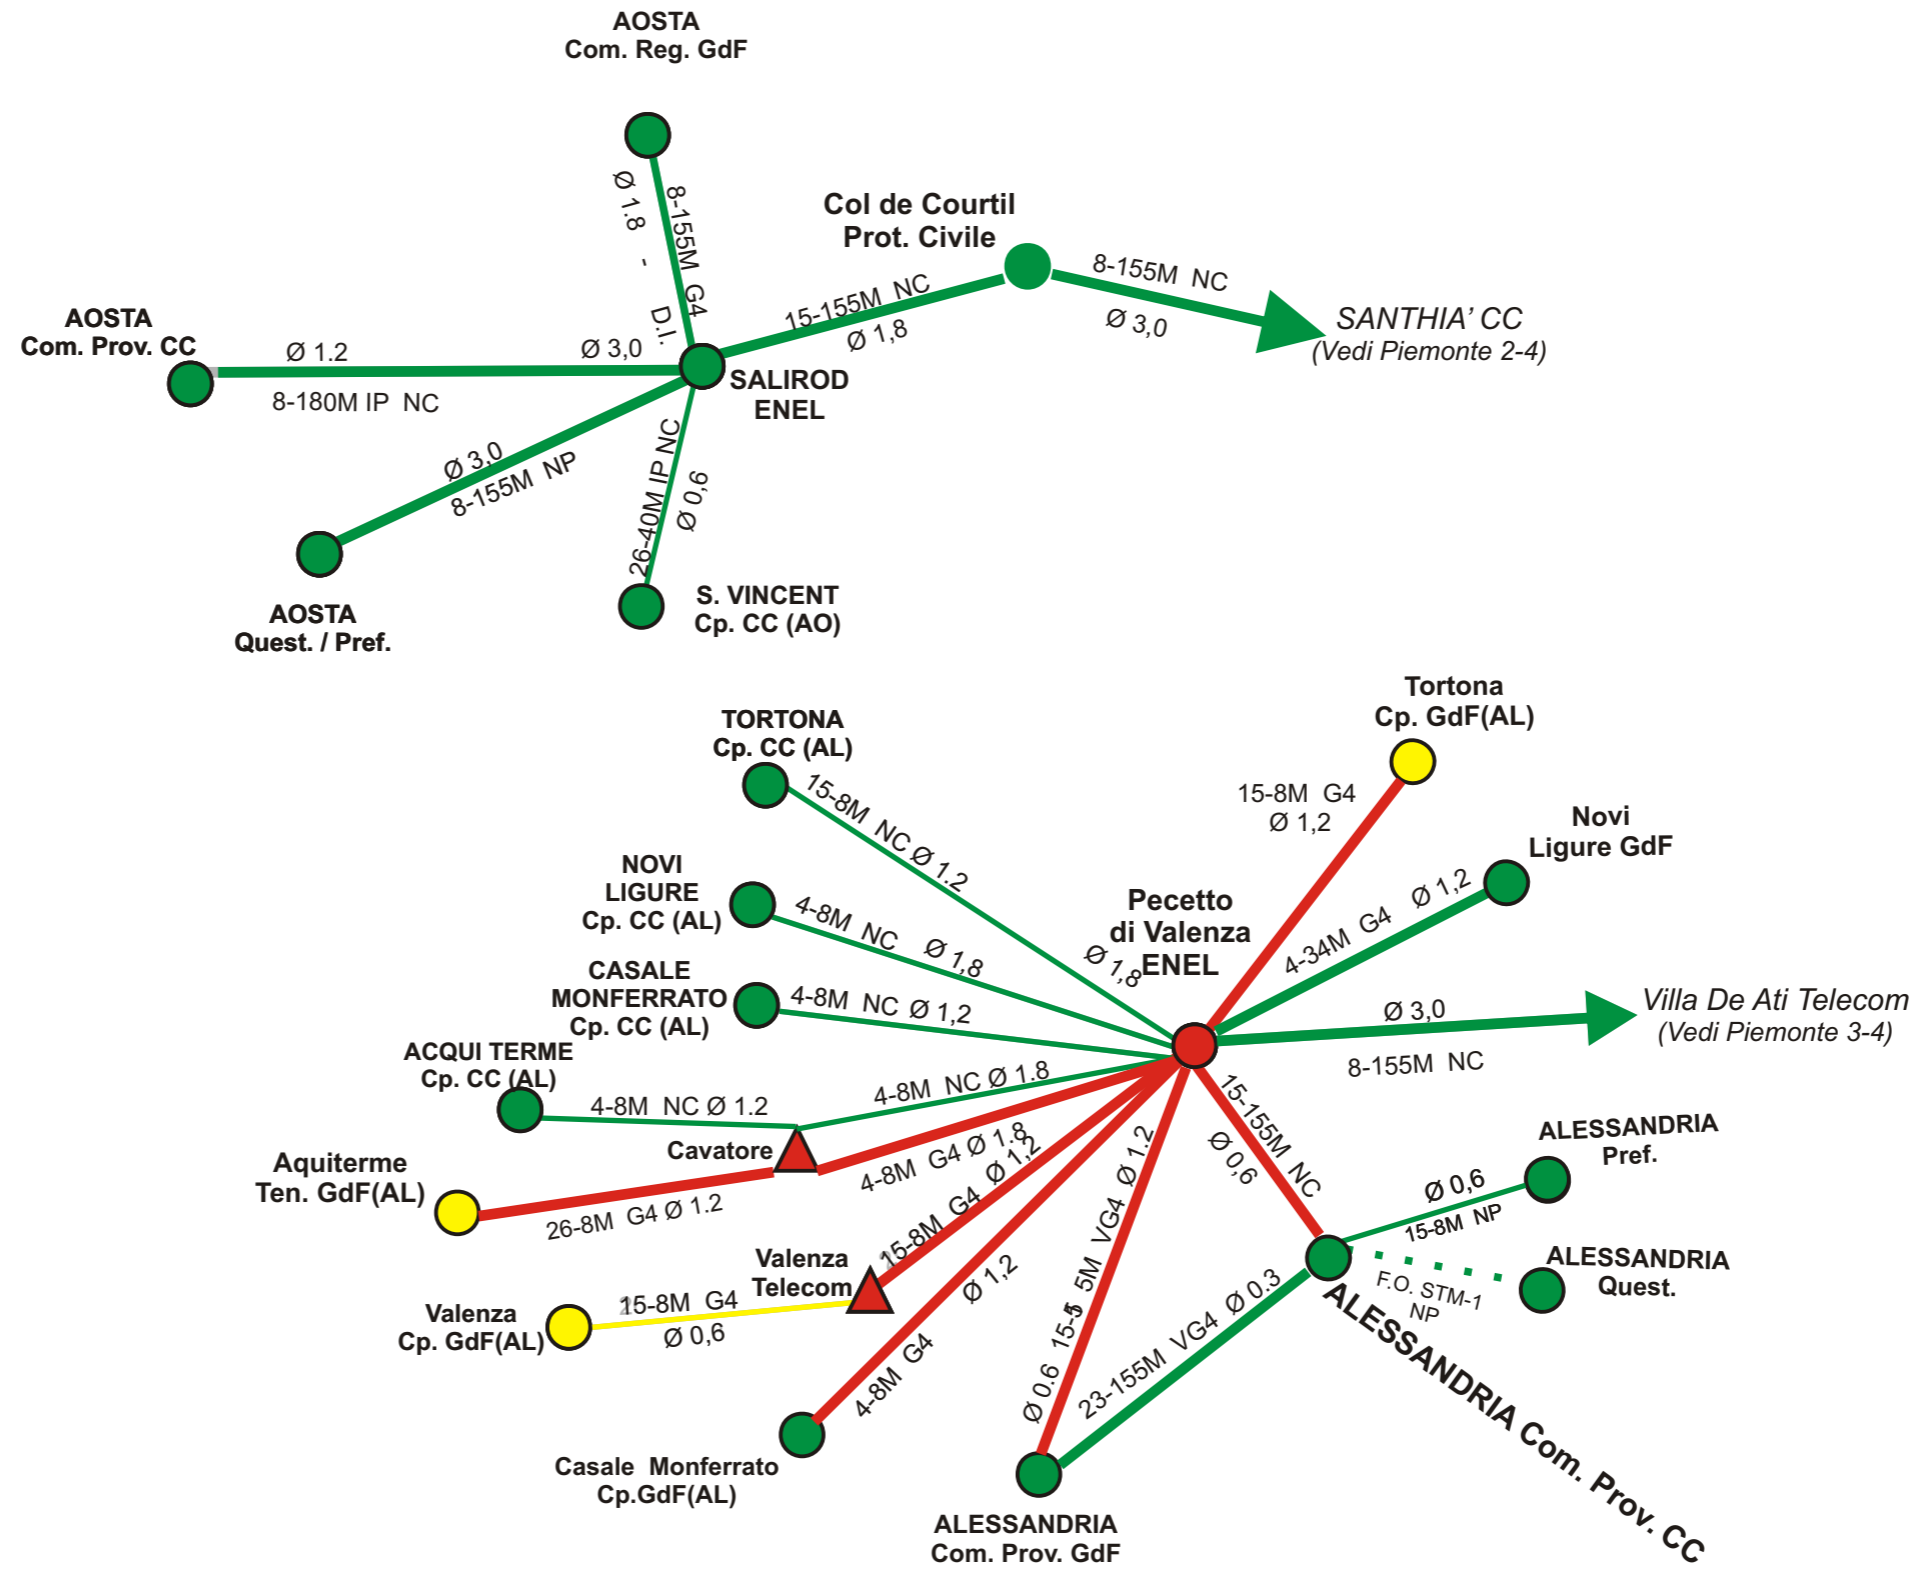 AOSTA
Com. Reg. GdF
Ø 1.8 - D.I.
8-155M G4
Col de Courtil
Prot. Civile
8-155M NC
Ø 3,0
SANTHIA’ CC
(Vedi Piemonte 2-4)
15-155M NC
Ø 1,8
AOSTA
Com. Prov. CC
Ø 1.2
Ø 3,0
8-180M IP NC
SALIROD
ENEL
Ø 3,0
8-155M NP
26-40M IP NC
Ø 0,6
AOSTA
Quest. / Pref.
S. VINCENT
Cp. CC (AO)
TORTONA
Cp. CC (AL)
15-8M NC Ø 1.2
Ø 1,8
Tortona
Cp. GdF(AL)
15-8M G4
Ø 1,2
Novi
Ligure GdF
4-34M G4 Ø 1,2
NOVI
LIGURE
Cp. CC (AL)
4-8M NC Ø 1,8
Pecetto
di Valenza
ENEL
CASALE
MONFERRATO
Cp. CC (AL)
4-8M NC Ø 1,2
Ø 3,0
8-155M NC
Villa De Ati Telecom
(Vedi Piemonte 3-4)
ACQUI TERME
Cp. CC (AL)
4-8M NC Ø 1.2
4-8M NC Ø 1.8
Cavatore
Aquiterme
Ten. GdF(AL)
26-8M G4 Ø 1.2
4-8M G4 Ø 1.8
15-8M G4 Ø 1,2
Valenza
Telecom
Valenza
Cp. GdF(AL)
15-8M G4
Ø 0,6
4-8M G4
Ø 1,2
Casale Monferrato
Cp.GdF(AL)
Ø 0.6
5M VG4 Ø 1.2
15-155M NC
Ø 0,6
23-155M VG4 Ø 0.3
ALESSANDRIA
Com. Prov. GdF
ALESSANDRIA
Pref.
Ø 0,6
15-8M NP
ALESSANDRIA
Quest.
F.O. STM-1
NP
ALESSANDRIA Com. Prov. CC